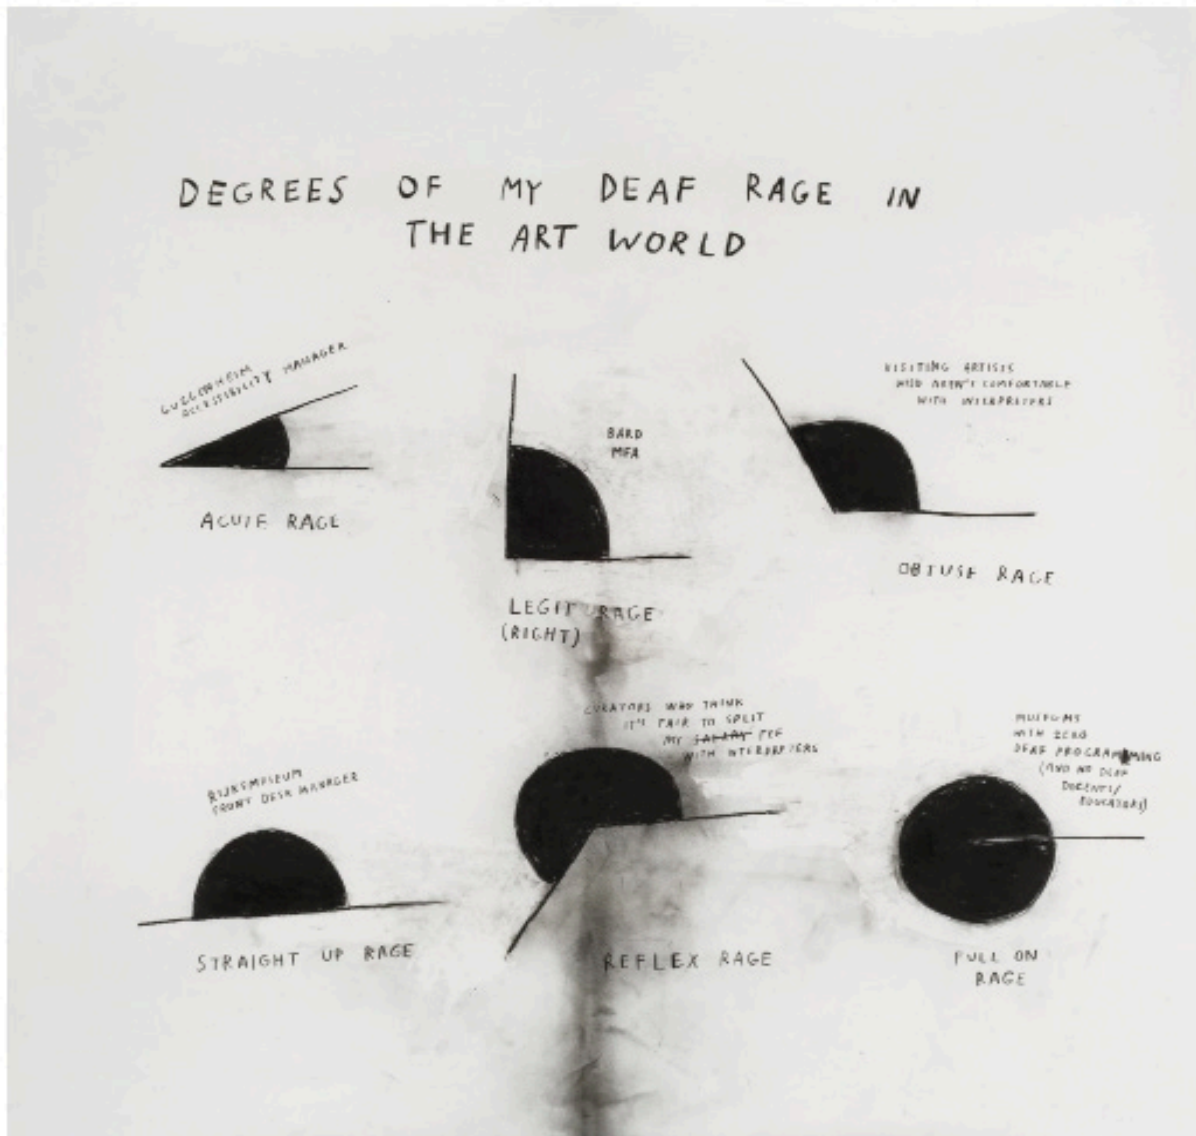 DEGREES OF MY DEAF RAGE IN
THE ART WORLD
GUGGENHEIM
ACCESSIBILITY MANAGER
ACUTE RAGE
BARD
MFA
LEGIT RAGE
(RIGHT)
VISITING ARTISTS
WHO AREN'T COMFORTABLE
WITH INTERPRETERS
OBTUSE RAGE
RIJKSMUSEUM
FRONT DESK MANAGER
STRAIGHT UP RAGE
CURATORS WHO THINK
IT'S FAIR TO SPLIT
MY SALARY FEE
WITH INTERPRETERS
REFLEX RAGE
MUSEUMS
WITH ZERO
DEAF PROGRAMMING
(AND NO DEAF
DOCENTS/
EDUCATORS)
FULL ON
RAGE